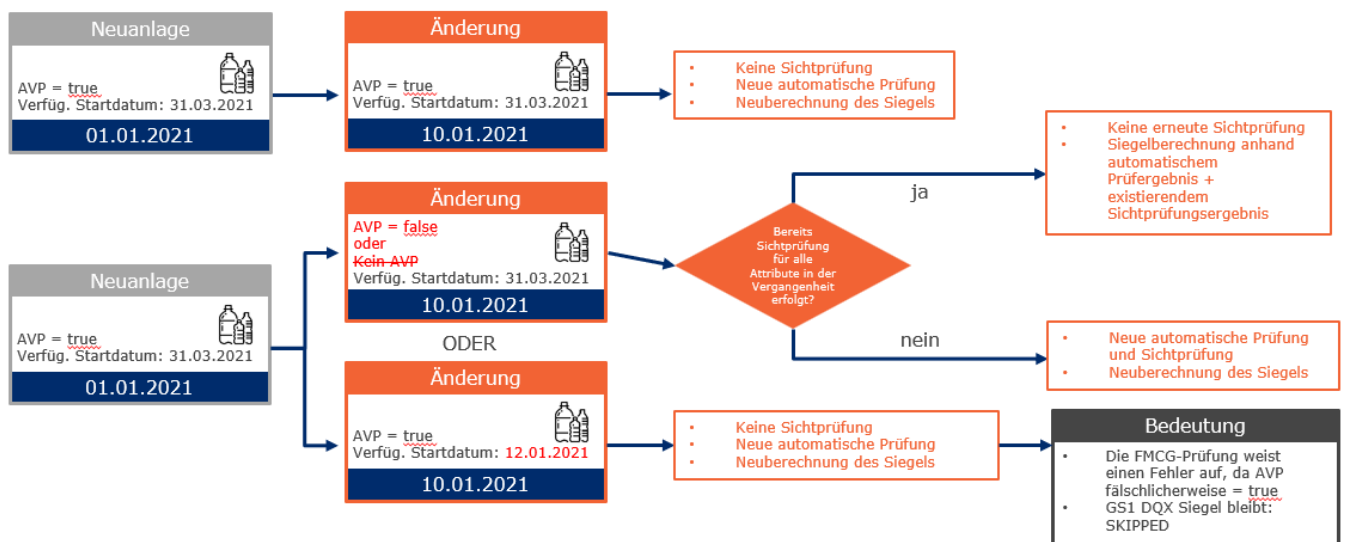 Neuanlage
AVP = true
Verfüg. Startdatum: 31.03.2021
01.01.2021
Änderung
AVP = true
Verfüg. Startdatum: 31.03.2021
10.01.2021
• Keine Sichtprüfung
• Neue automatische Prüfung
• Neuberechnung des Siegels
Neuanlage
AVP = true
Verfüg. Startdatum: 31.03.2021
01.01.2021
Änderung
AVP = false
oder
Kein AVP
Verfüg. Startdatum: 31.03.2021
10.01.2021
Bereits
Sichtprüfung
für alle
Attribute in der
Vergangenheit
erfolgt?
ja
• Keine erneute Sichtprüfung
• Siegelberechnung anhand
automatischem
Prüfergebnis +
existierendem
Sichtprüfungsergebnis
nein
• Neue automatische Prüfung
und Sichtprüfung
• Neuberechnung des Siegels
ODER
Änderung
AVP = true
Verfüg. Startdatum: 12.01.2021
10.01.2021
• Keine Sichtprüfung
• Neue automatische Prüfung
• Neuberechnung des Siegels
Bedeutung
• Die FMCG-Prüfung weist
einen Fehler auf, da AVP
fälschlicherweise = true
• GS1 DQX Siegel bleibt:
SKIPPED